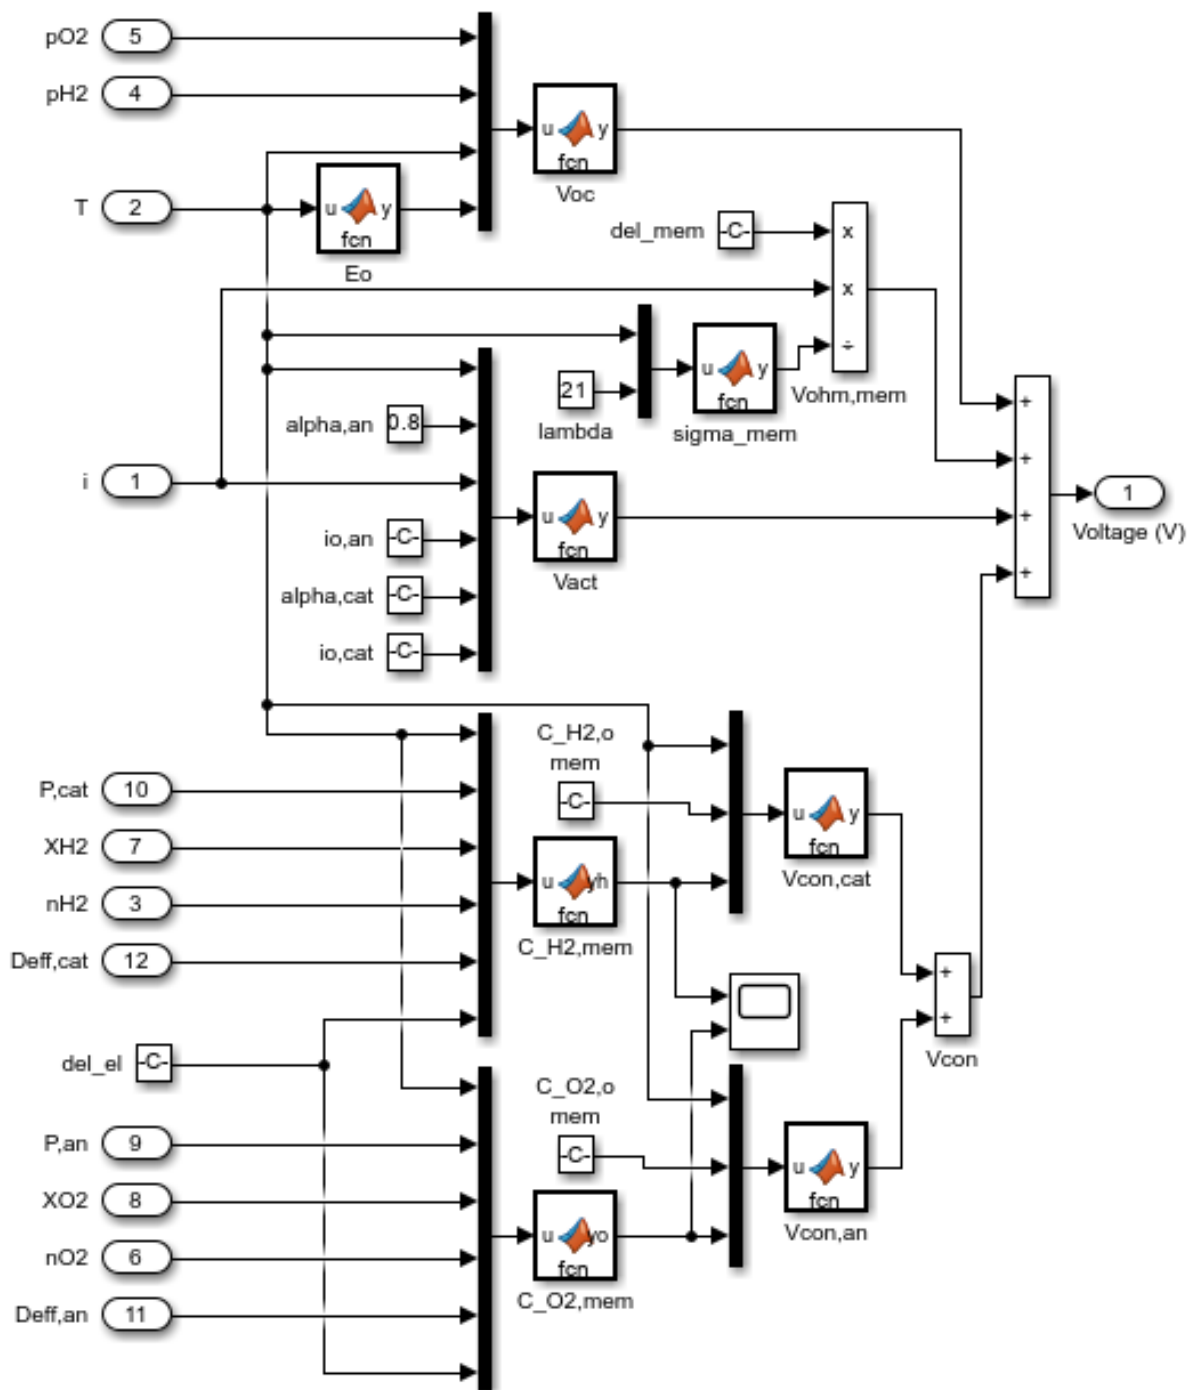 pO2
5
pH2
4
T
2
u
y
fcn
Eo
u
y
fcn
Voc
del_mem
-C-
x
x
÷
Vohm,mem
21
lambda
u
y
fcn
sigma_mem
alpha,an
0.8
i
1
io,an
-C-
alpha,cat
-C-
io,cat
-C-
u
y
fcn
Vact
+
+
+
+
1
Voltage (V)
P,cat
10
XH2
7
nH2
3
Deff,cat
12
del_el
-C-
C_H2,o
mem
-C-
u
yh
fcn
C_H2,mem
u
y
fcn
Vcon,cat
+
+
Vcon
P,an
9
XO2
8
nO2
6
Deff,an
11
C_O2,o
mem
-C-
u
yo
fcn
C_O2,mem
u
y
fcn
Vcon,an